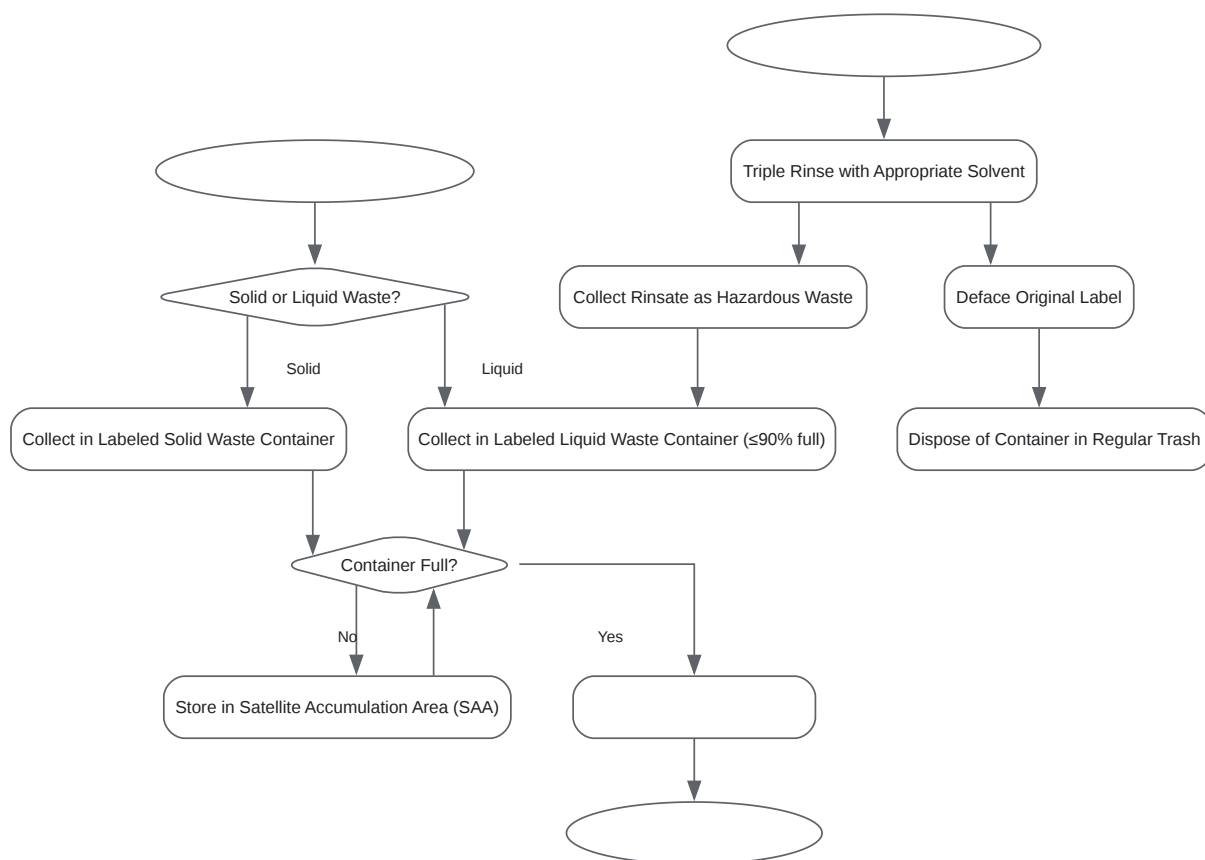 Triple Rinse with Appropriate Solvent
Solid or Liquid Waste?
Collect Rinsate as Hazardous Waste
Deface Original Label
Solid
Liquid
Collect in Labeled Solid Waste Container
Collect in Labeled Liquid Waste Container (≤90% full)
Dispose of Container in Regular Trash
Container Full?
No
Yes
Store in Satellite Accumulation Area (SAA)